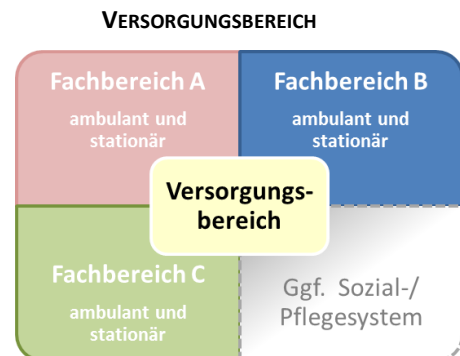 VERSORGUNGSBEREICH
Fachbereich A
ambulant und
stationär
Fachbereich B
ambulant und
stationär
Versorgungs-
bereich
Fachbereich C
ambulant und
stationär
Ggf. Sozial-/
Pflegesystem